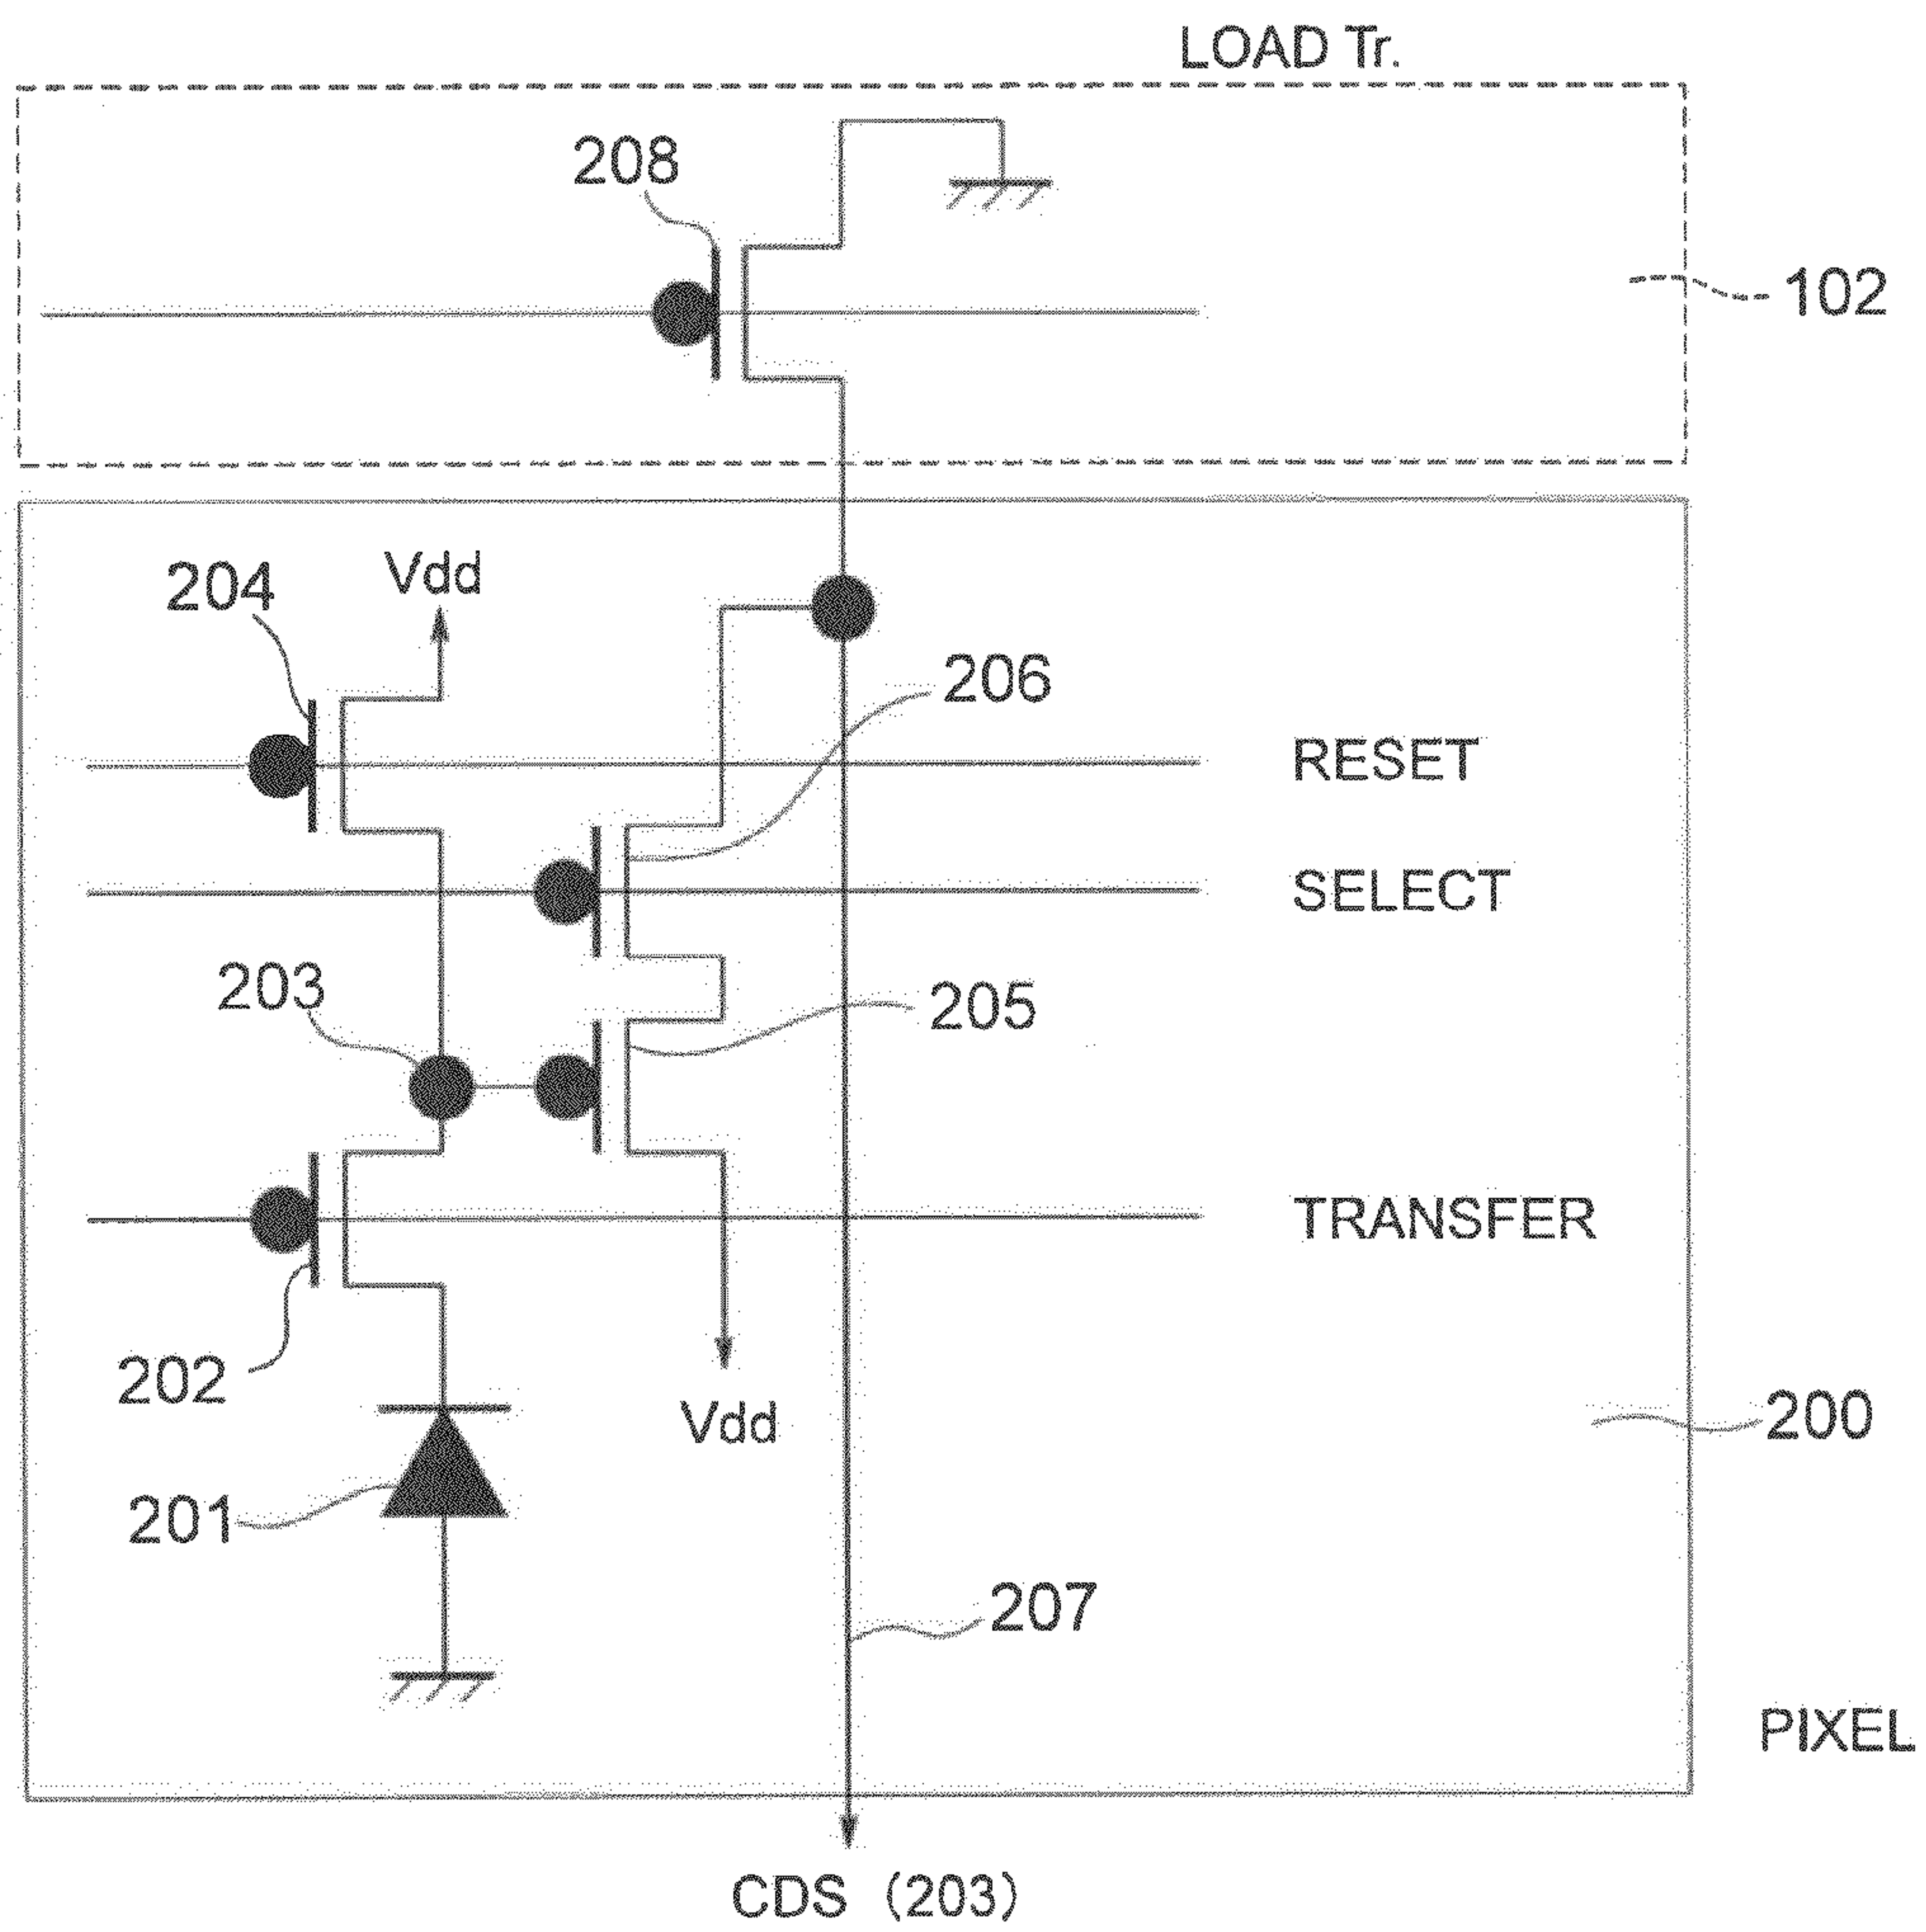 LOAD Tr.
208
102
204
Vdd
206
RESET
SELECT
203
205
TRANSFER
202
Vdd
200
201
207
PIXEL
CDS (203)